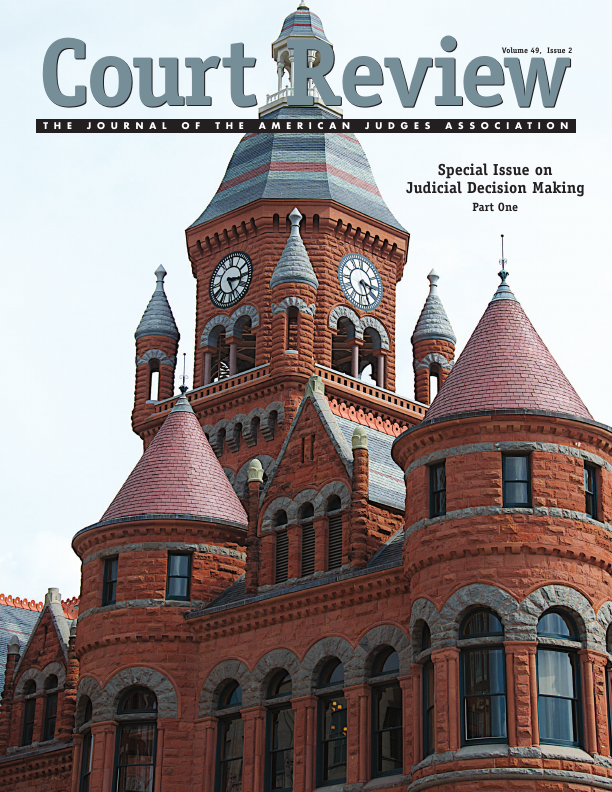 Volume 49, Issue 2
Court Review
THE JOURNAL OF THE AMERICAN JUDGES ASSOCIATION
Special Issue on
Judicial Decision Making
Part One